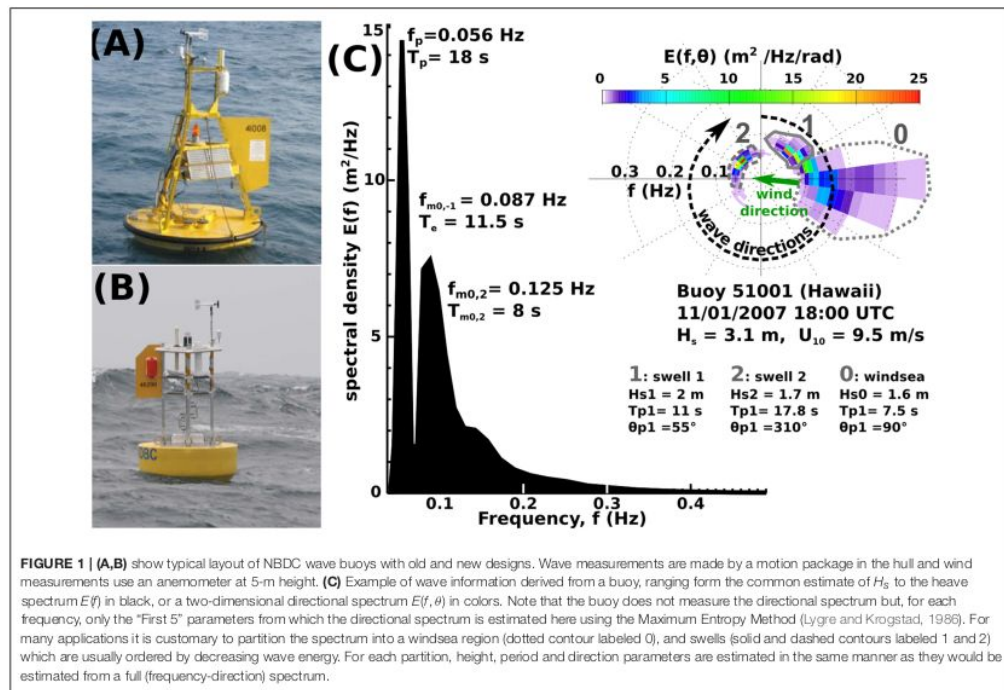 (A)
41008
(B)
46290
DBC
(C)
fp=0.056 Hz
Tp= 18 s
fm0,-1= 0.087 Hz
Te = 11.5 s
fm0,2= 0.125 Hz
Tm0,2 = 8 s
spectral density E(f) (m²/Hz)
15
10
5
0
0.1
0.2
0.3
0.4
Frequency, f (Hz)
E(f,θ) (m² /Hz/rad)
0 5 10 15 20 25
2 1 0
0.3 0.2 0.1
f (Hz)
wind
direction
wave directions
Buoy 51001 (Hawaii)
11/01/2007 18:00 UTC
Hs = 3.1 m, U10 = 9.5 m/s
1: swell 1
Hs1 = 2 m
Tp1= 11 s
θp1 =55°
2: swell 2
Hs2 = 1.7 m
Tp1= 17.8 s
θp1 =310°
0: windsea
Hs0 = 1.6 m
Tp1= 7.5 s
θp1 =90°
FIGURE 1 | (A,B) show typical layout of NBDC wave buoys with old and new designs. Wave measurements are made by a motion package in the hull and wind
measurements use an anemometer at 5-m height. (C) Example of wave information derived from a buoy, ranging form the common estimate of Hs to the heave
spectrum E(f) in black, or a two-dimensional directional spectrum E(f, θ) in colors. Note that the buoy does not measure the directional spectrum but, for each
frequency, only the “First 5” parameters from which the directional spectrum is estimated here using the Maximum Entropy Method (Lygre and Krogstad, 1986). For
many applications it is customary to partition the spectrum into a windsea region (dotted contour labeled 0), and swells (solid and dashed contours labeled 1 and 2)
which are usually ordered by decreasing wave energy. For each partition, height, period and direction parameters are estimated in the same manner as they would be
estimated from a full (frequency-direction) spectrum.